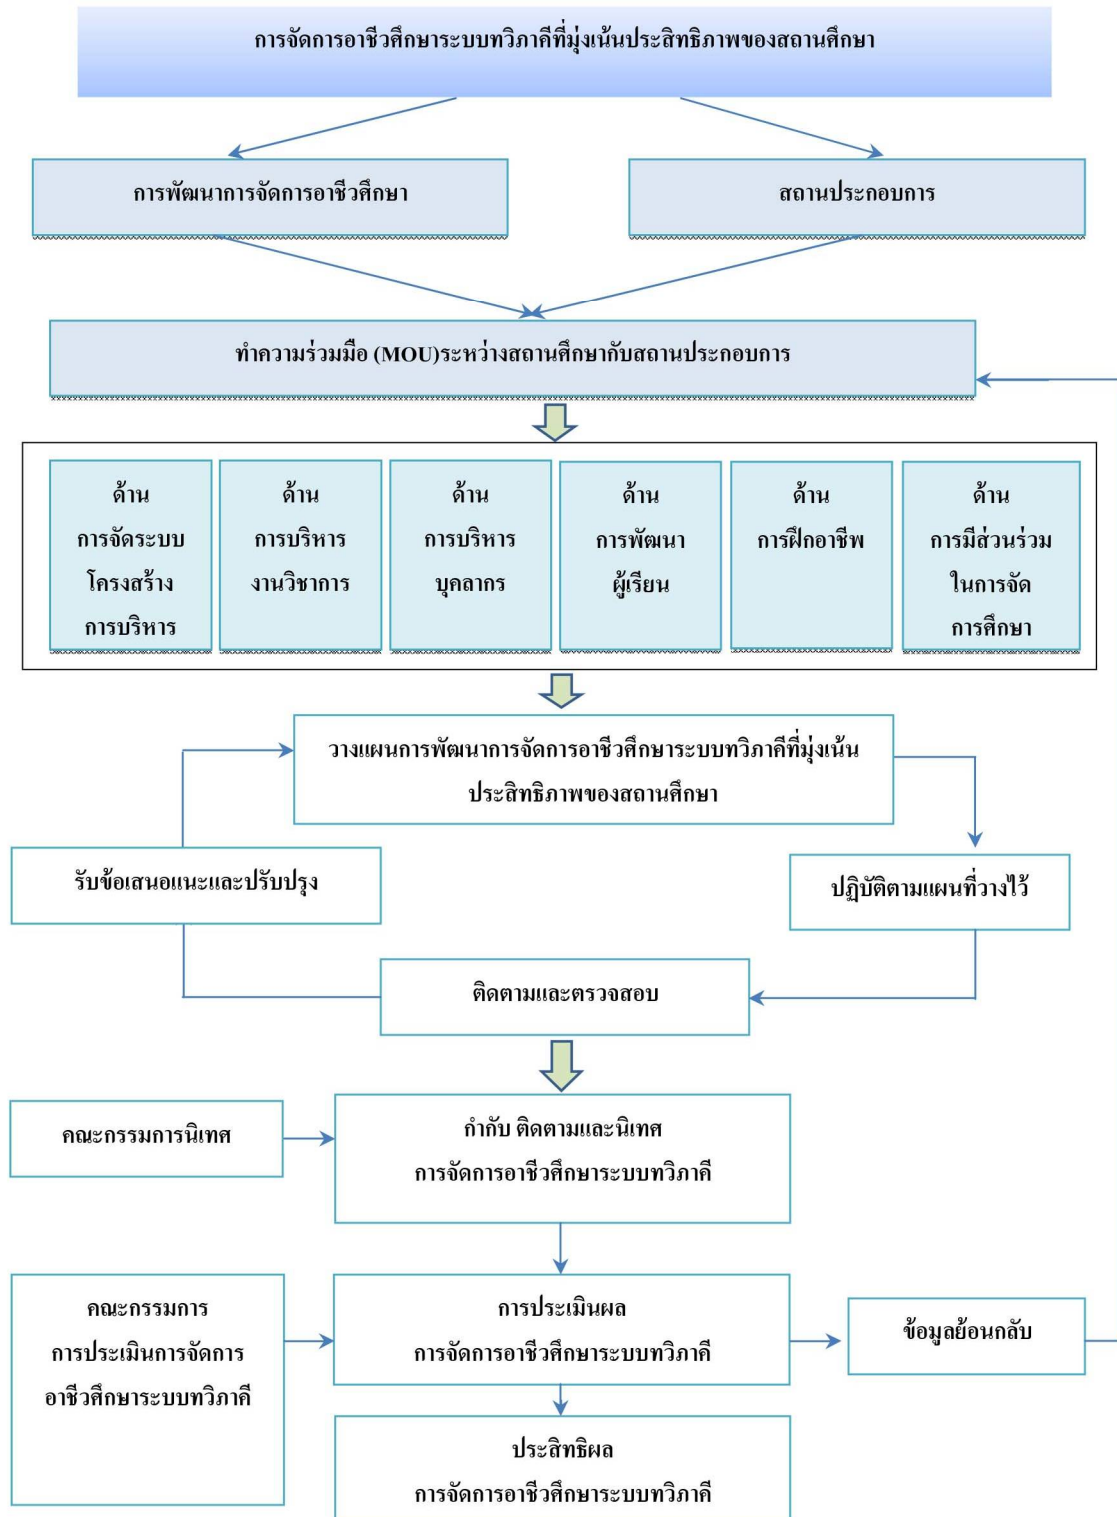 การจัดการอาชีวศึกษาระบบทวิภาคีที่มุ่งเน้นประสิทธิภาพของสถานศึกษา
การพัฒนาการจัดการอาชีวศึกษา
สถานประกอบการ
ทำความร่วมมือ (MOU)ระหว่างสถานศึกษากับสถานประกอบการ
ด้าน
การจัดระบบ
โครงสร้าง
การบริหาร
ด้าน
การบริหาร
งานวิชาการ
ด้าน
การบริหาร
บุคลากร
ด้าน
การพัฒนา
ผู้เรียน
ด้าน
การฝึกอาชีพ
ด้าน
การมีส่วนร่วม
ในการจัด
การศึกษา
วางแผนการพัฒนาการจัดการอาชีวศึกษาระบบทวิภาคีที่มุ่งเน้น
ประสิทธิภาพของสถานศึกษา
รับข้อเสนอแนะและปรับปรุง
ปฏิบัติตามแผนที่วางไว้
ติดตามและตรวจสอบ
คณะกรรมการนิเทศ
กำกับ ติดตามและนิเทศ
การจัดการอาชีวศึกษาระบบทวิภาคี
คณะกรรมการ
การประเมินการจัดการ
อาชีวศึกษาระบบทวิภาคี
การประเมินผล
การจัดการอาชีวศึกษาระบบทวิภาคี
ข้อมูลย้อนกลับ
ประสิทธิผล
การจัดการอาชีวศึกษาระบบทวิภาคี